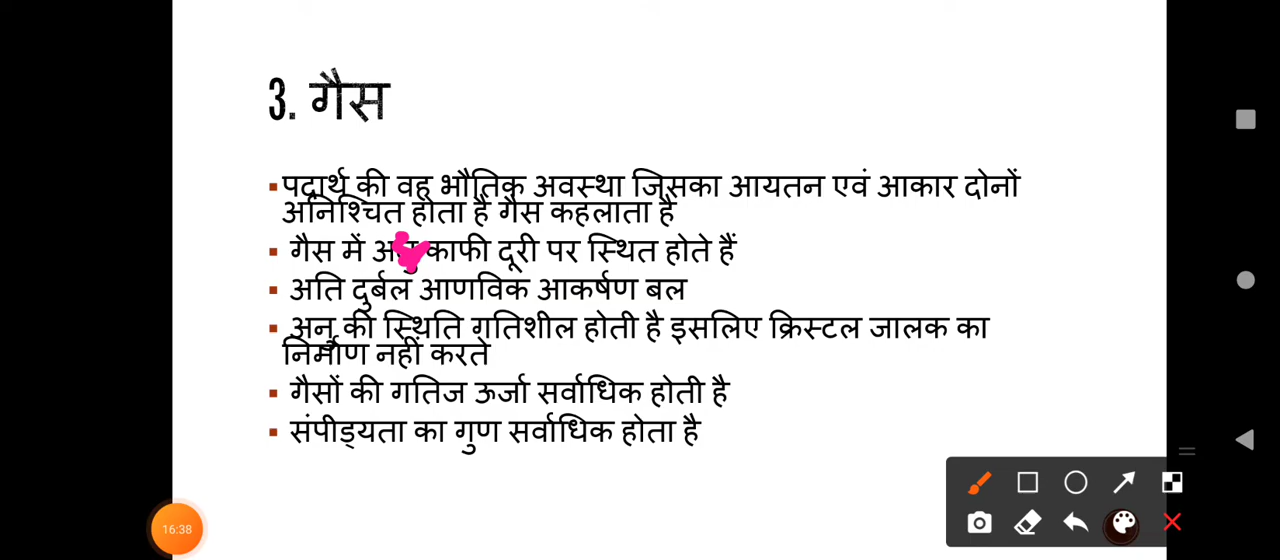 3. गैस
▪ पदार्थ की वह भौतिक अवस्था जिसका आयतन एवं आकार दोनों
अनिश्चित होता है गैस कहलाता है
▪ गैस में अनु काफी दूरी पर स्थित होते हैं
▪ अति दुर्बल आणविक आकर्षण बल
▪ अनु की स्थिति गतिशील होती है इसलिए क्रिस्टल जालक का
निर्माण नहीं करते
▪ गैसों की गतिज ऊर्जा सर्वाधिक होती है
▪ संपीड्यता का गुण सर्वाधिक होता है
16:38